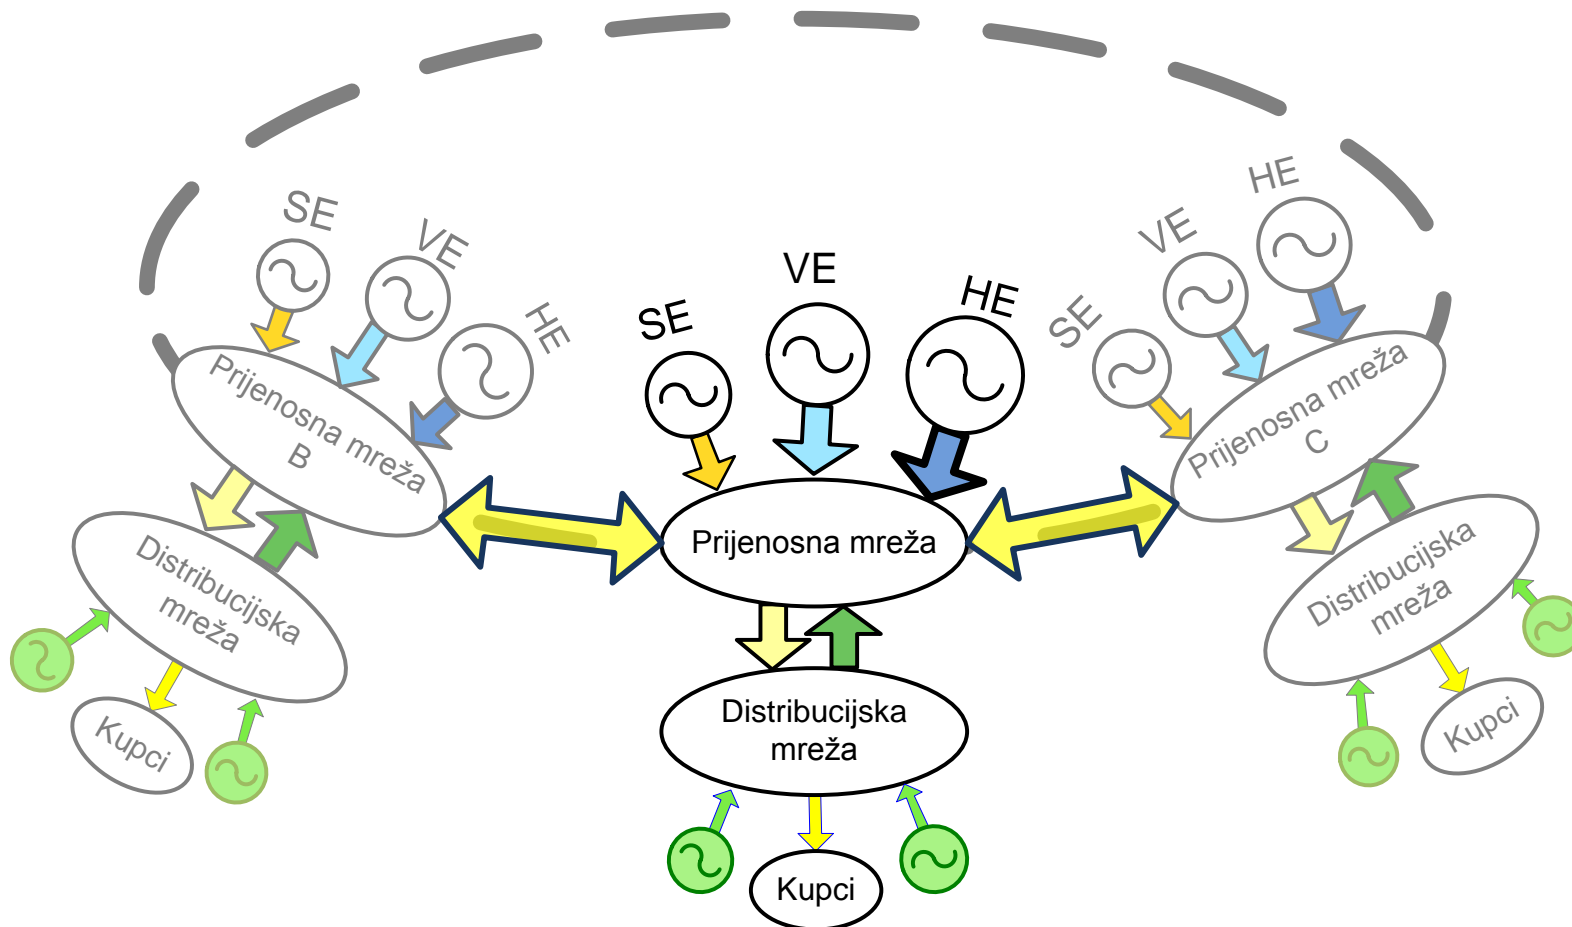 SE
VE
HE
Prijenosna mreža
B
Distribucijska
mreža
Kupci
SE
VE
HE
Prijenosna mreža
Distribucijska
mreža
Kupci
SE
VE
HE
Prijenosna mreža
C
Distribucijska
mreža
Kupci